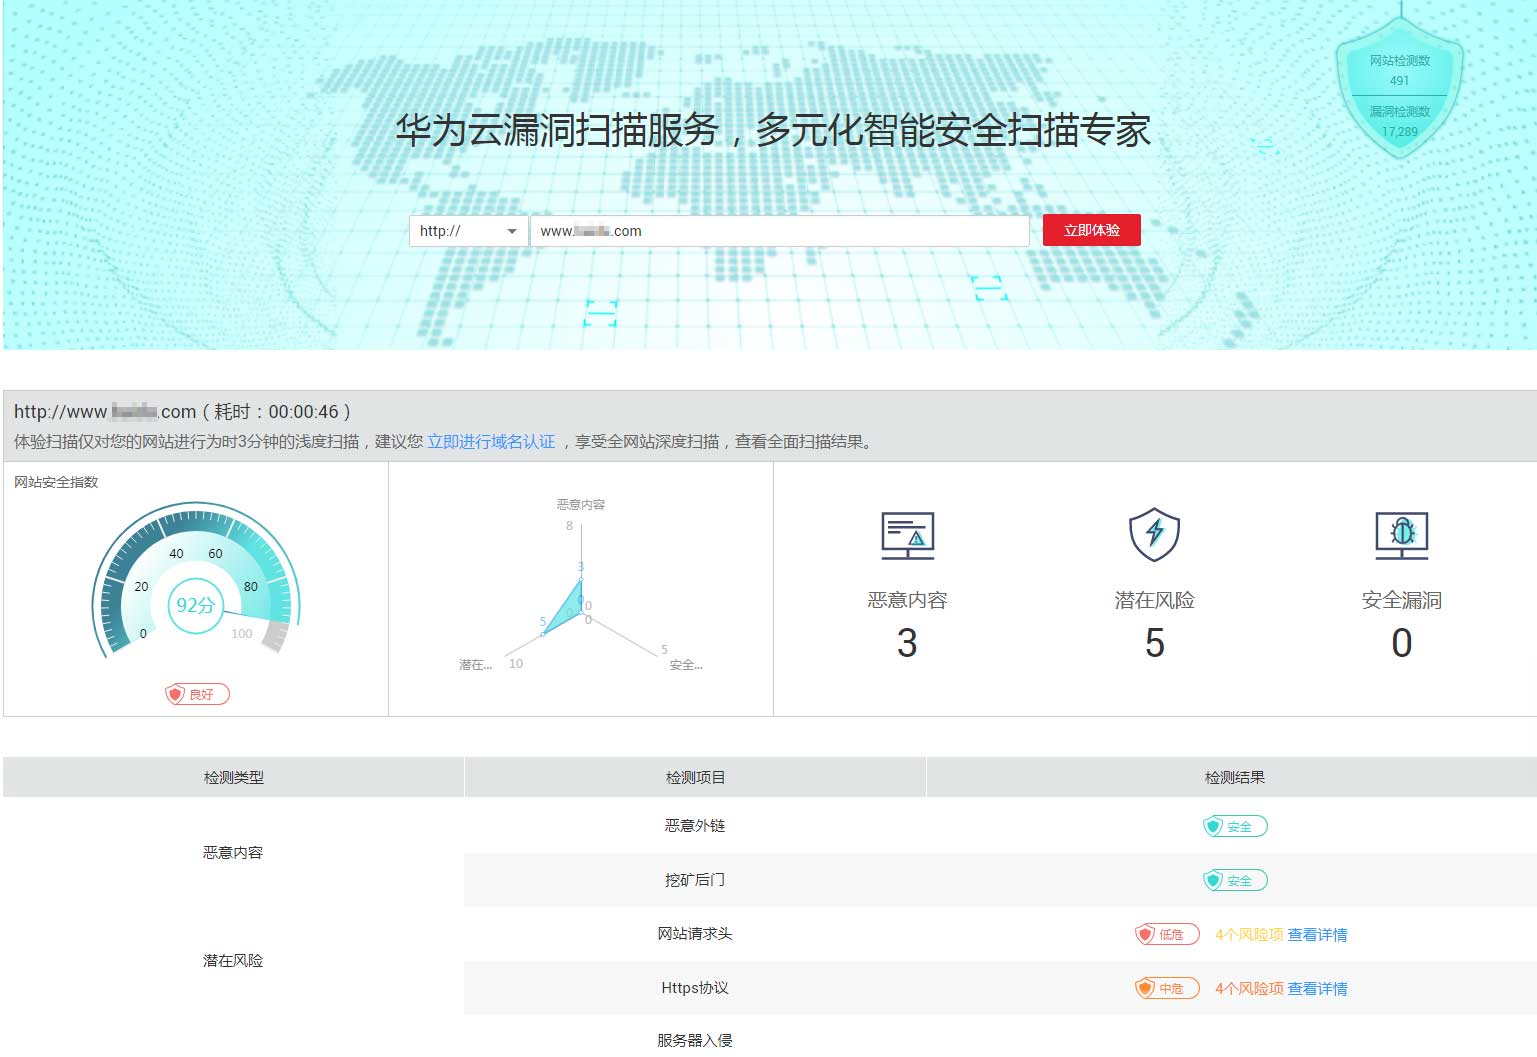 网站检测数
491
漏洞检测数
17,289
华为云漏洞扫描服务，多元化智能安全扫描专家
http://
www. .com
立即体验
http://www .com ( 耗时：00:00:46 )
体验扫描仅对您的网站进行为时3分钟的浅度扫描，建议您 立即进行域名认证 ，享受全网站深度扫描，查看全面扫描结果。
网站安全指数
0
20
40
60
80
100
92分
良好
恶意内容
8
3
0
0
0
0
5
潜在...
10
5
安全...
恶意内容
3
潜在风险
5
安全漏洞
0
检测类型 检测项目 检测结果
恶意内容
恶意外链 安全
挖矿后门 安全
潜在风险
网站请求头 低危 4个风险项 查看详情
Https协议 中危 4个风险项 查看详情
服务器入侵